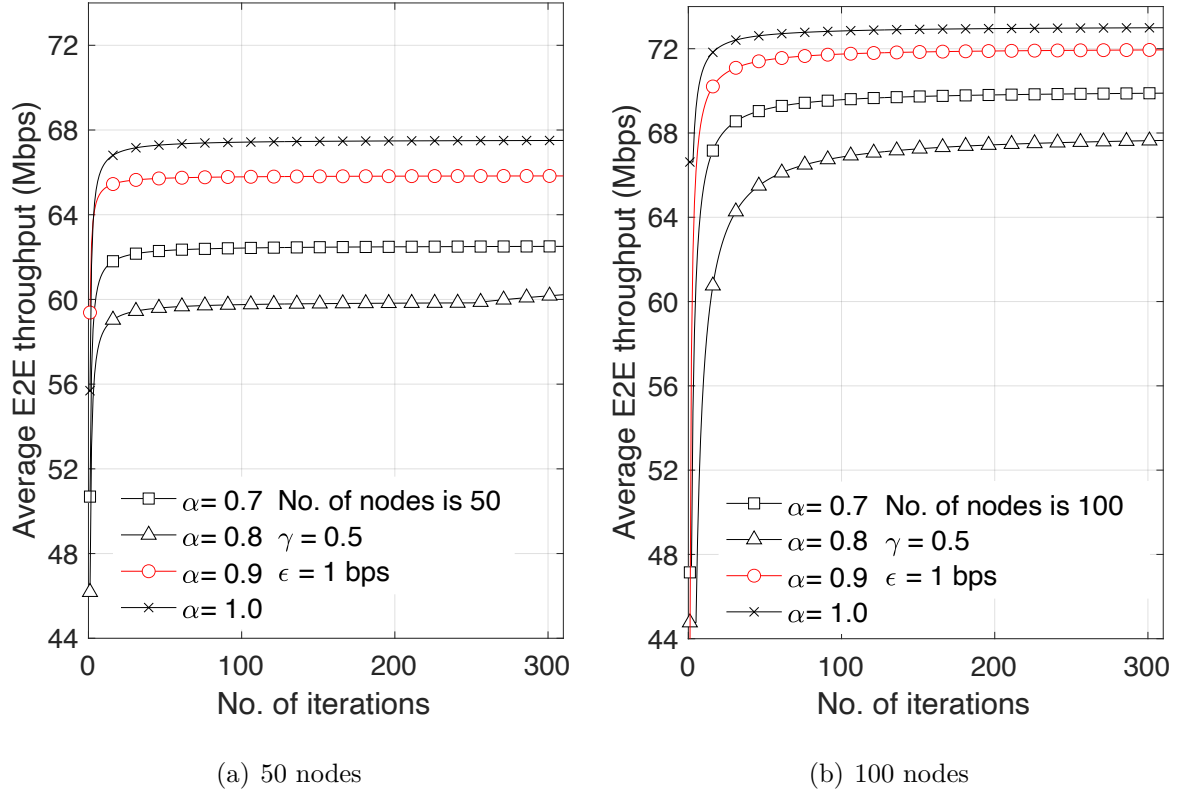 72
68
64
60
56
52
48
44
0
100
200
300
Average E2E throughput (Mbps)
No. of iterations
α= 0.7 No. of nodes is 50
α= 0.8 γ = 0.5
α= 0.9 ϵ = 1 bps
α= 1.0
(a) 50 nodes
72
68
64
60
56
52
48
44
0
100
200
300
Average E2E throughput (Mbps)
No. of iterations
α= 0.7 No. of nodes is 100
α= 0.8 γ = 0.5
α= 0.9 ϵ = 1 bps
α= 1.0
(b) 100 nodes